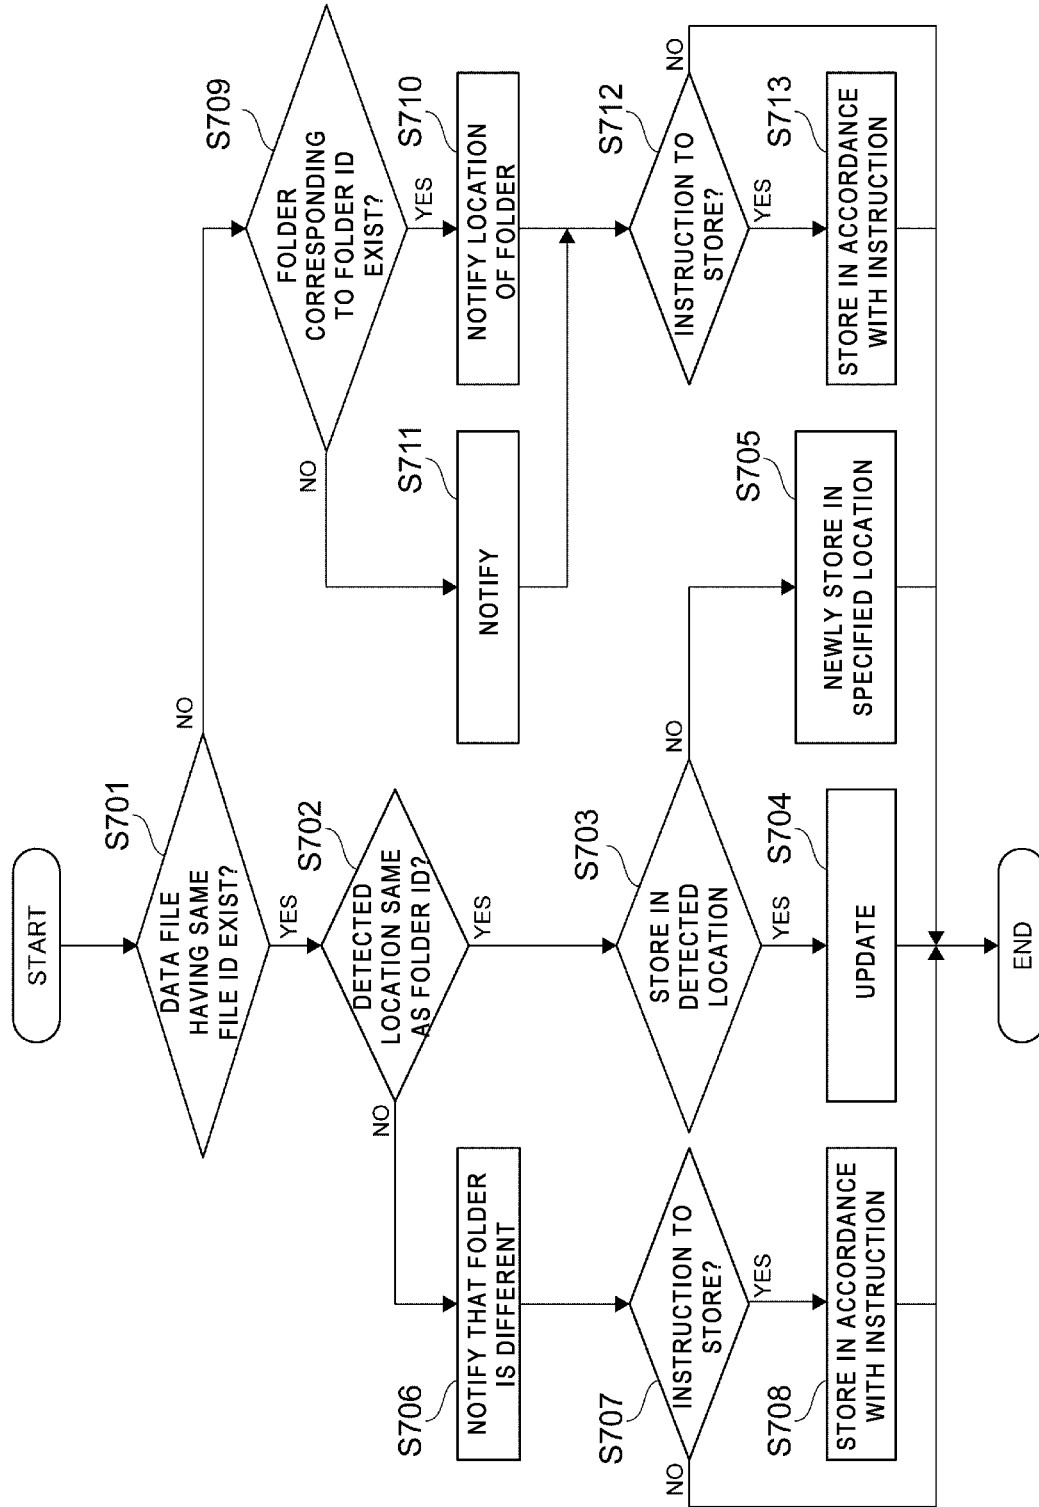 START
S701
DATA FILE
HAVING SAME
FILE ID EXIST?
NO
YES
S702
DETECTED
LOCATION SAME
AS FOLDER ID?
NO
YES
S709
FOLDER
CORRESPONDING
TO FOLDER ID
EXIST?
NO
YES
S706
NOTIFY THAT FOLDER
IS DIFFERENT
S711
NOTIFY
S710
NOTIFY LOCATION
OF FOLDER
S707
INSTRUCTION TO
STORE?
NO
YES
S703
STORE IN
DETECTED
LOCATION
NO
YES
S712
INSTRUCTION TO
STORE?
NO
YES
S708
STORE IN ACCORDANCE
WITH INSTRUCTION
S704
UPDATE
S705
NEWLY STORE IN
SPECIFIED LOCATION
S713
STORE IN ACCORDANCE
WITH INSTRUCTION
END